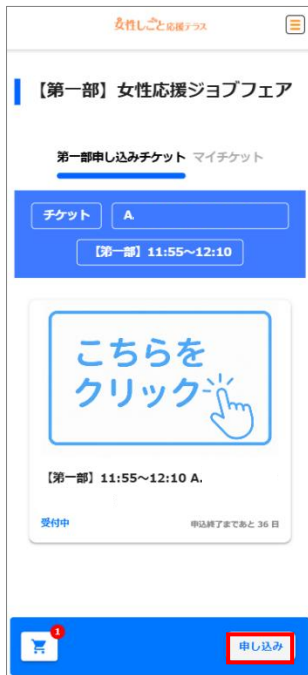 女性しごと応援テラス
【第一部】女性応援ジョブフェア
第一部申し込みチケット マイチケット
チケット A.
【第一部】11:55~12:10
こちらを
クリック
【第一部】11:55~12:10 A.
受付中 申込終了まであと 36 日
1
申し込み